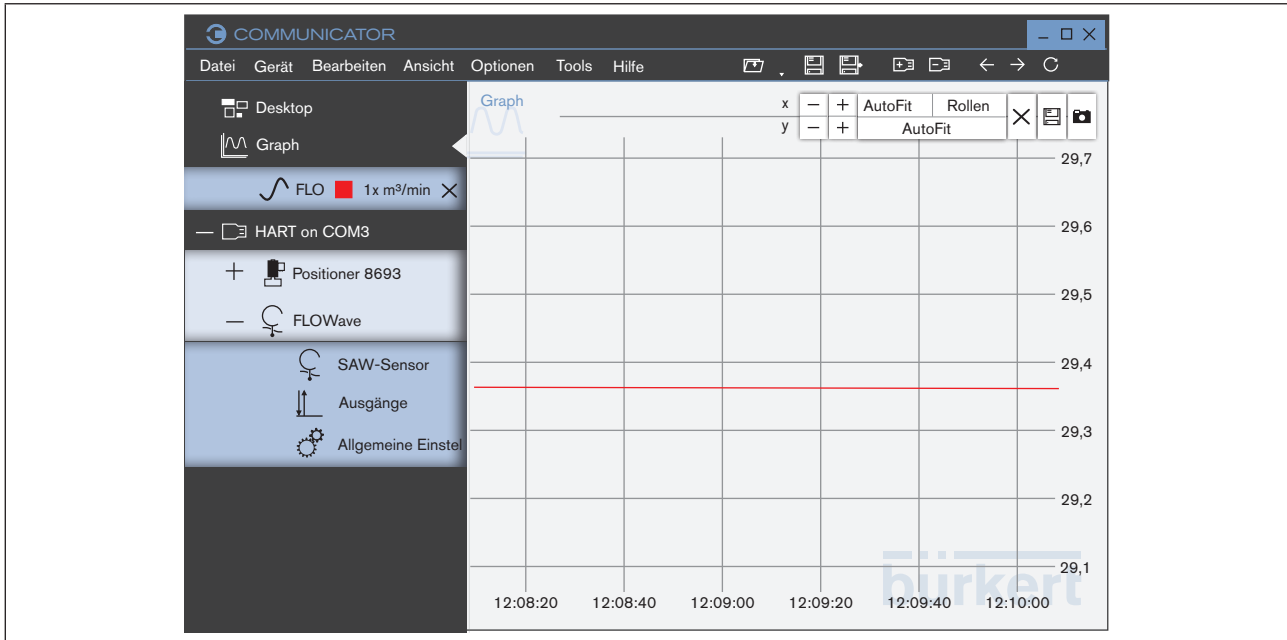 COMMUNICATOR
Datei Gerät Bearbeiten Ansicht Optionen Tools Hilfe
Desktop
Graph
FLO 1x m³/min
HART on COM3
Positioner 8693
FLOWave
SAW-Sensor
Ausgänge
Allgemeine Einstel
Graph
x − + AutoFit Rollen
y − + AutoFit
29,7
29,6
29,5
29,4
29,3
29,2
29,1
12:08:20 12:08:40 12:09:00 12:09:20 12:09:40 12:10:00
bürkert